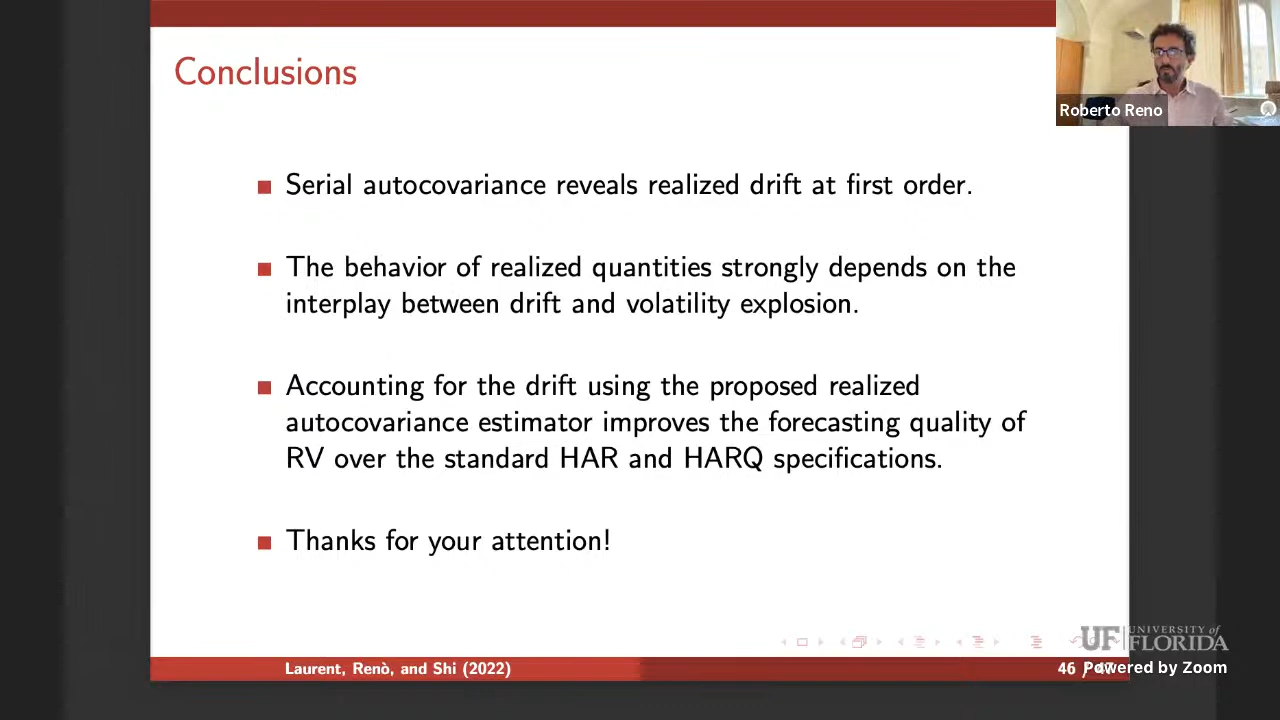 Conclusions
Roberto Reno
Serial autocovariance reveals realized drift at first order.
The behavior of realized quantities strongly depends on the
interplay between drift and volatility explosion.
Accounting for the drift using the proposed realized
autocovariance estimator improves the forecasting quality of
RV over the standard HAR and HARQ specifications.
Thanks for your attention!
UF UNIVERSITY of
FLORIDA
Laurent, Renò, and Shi (2022)
46 / 47
Powered by Zoom